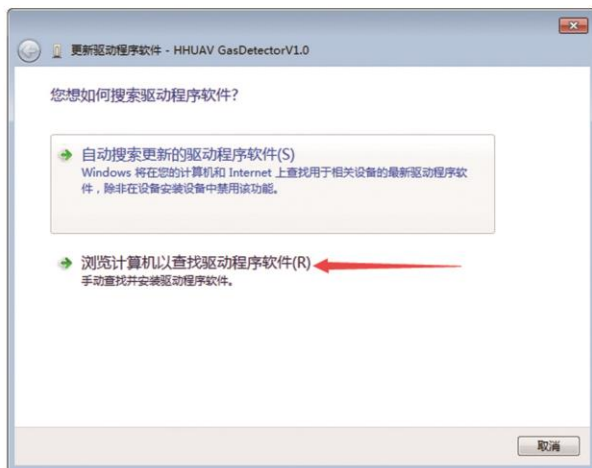 更新驱动程序软件 - HHUAV GasDetectorV1.0
您想如何搜索驱动程序软件?
自动搜索更新的驱动程序软件(S)
Windows 将在您的计算机和 Internet 上查找用于相关设备的最新驱动程序软
件，除非在设备安装设备中禁用该功能。
浏览计算机以查找驱动程序软件(R)
手动查找并安装驱动程序软件。
取消